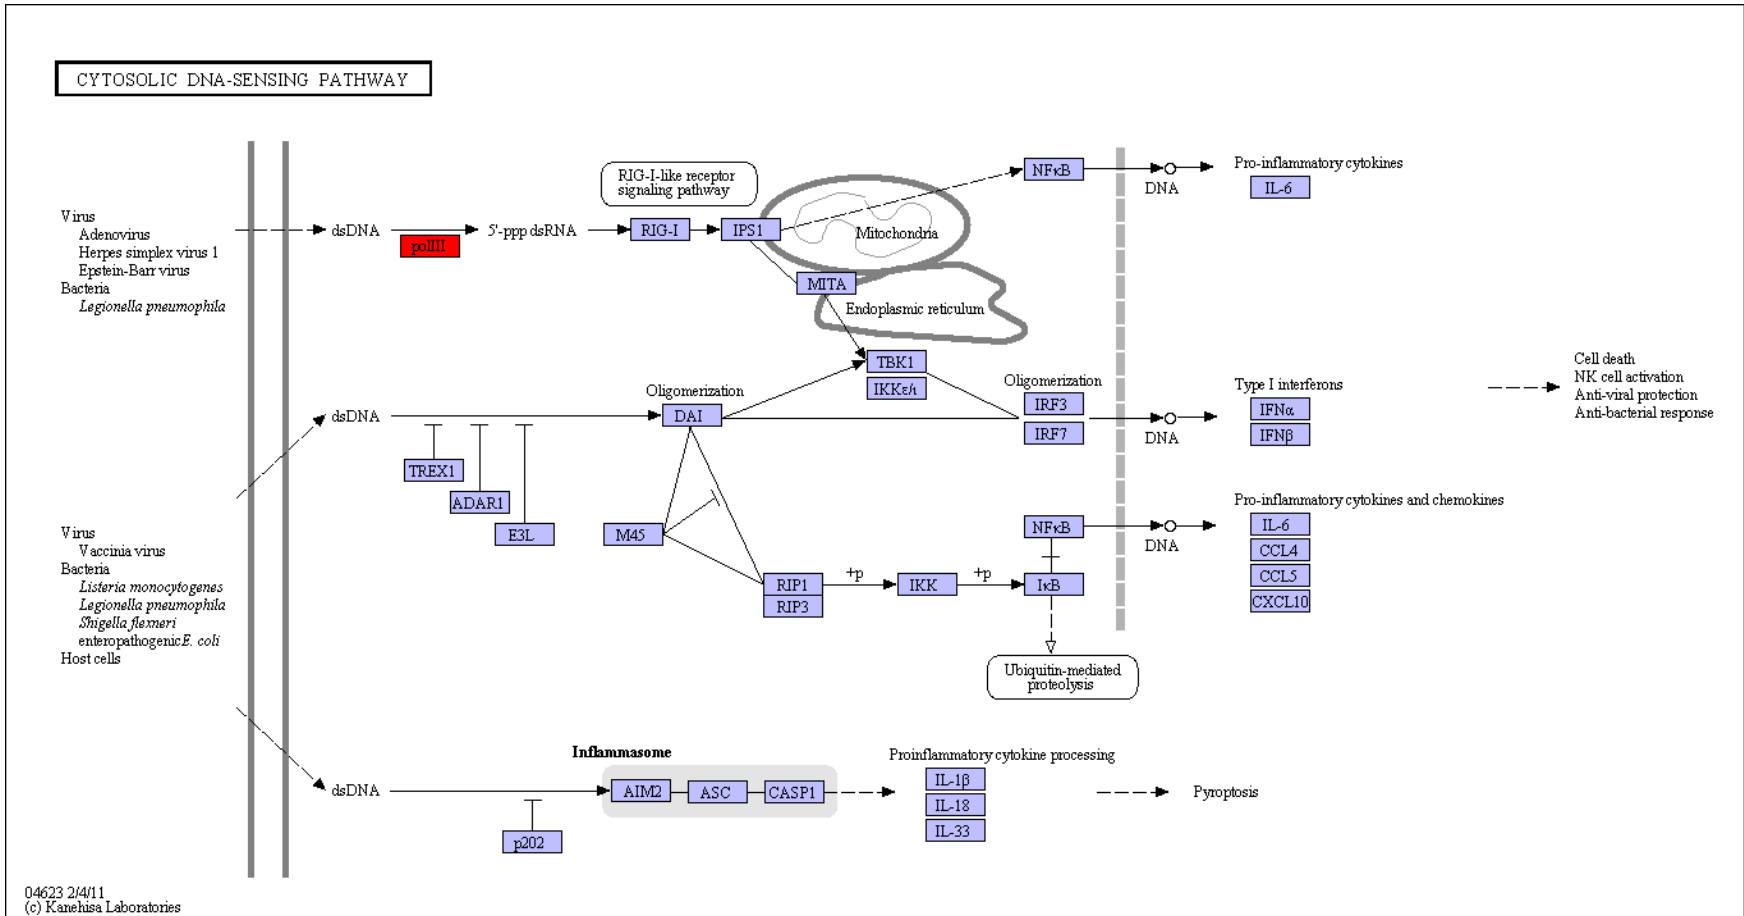 CYTOSOLIC DNA-SENSING PATHWAY
RIG-I-like receptor
signaling pathway
NFκB
DNA
Pro-inflammatory cytokines
IL-6
Virus
Adenovirus
Herpes simplex virus 1
Epstein-Barr virus
Bacteria
Legionella pneumophila
dsDNA
polIII
5'-ppp dsRNA
RIG-I
IPS1
Mitochondria
MITA
Endoplasmic reticulum
TBK1
IKKε/ι
Oligomerization
DAI
dsDNA
Oligomerization
IRF3
IRF7
DNA
Type I interferons
IFNα
IFNβ
Cell death
NK cell activation
Anti-viral protection
Anti-bacterial response
TREX1
ADAR1
E3L
M45
Virus
Vaccinia virus
Bacteria
Listeria monocytogenes
Legionella pneumophila
Shigella flexneri
enteropathogenic E. coli
Host cells
RIP1
RIP3
+p
IKK
+p
IκB
NFκB
DNA
Pro-inflammatory cytokines and chemokines
IL-6
CCL4
CCL5
CXCL10
Ubiquitin-mediated
proteolysis
Inflammasome
dsDNA
AIM2
ASC
CASP1
p202
Proinflammatory cytokine processing
IL-1β
IL-18
IL-33
Pyroptosis
04623 2/4/11
(c) Kanehisa Laboratories